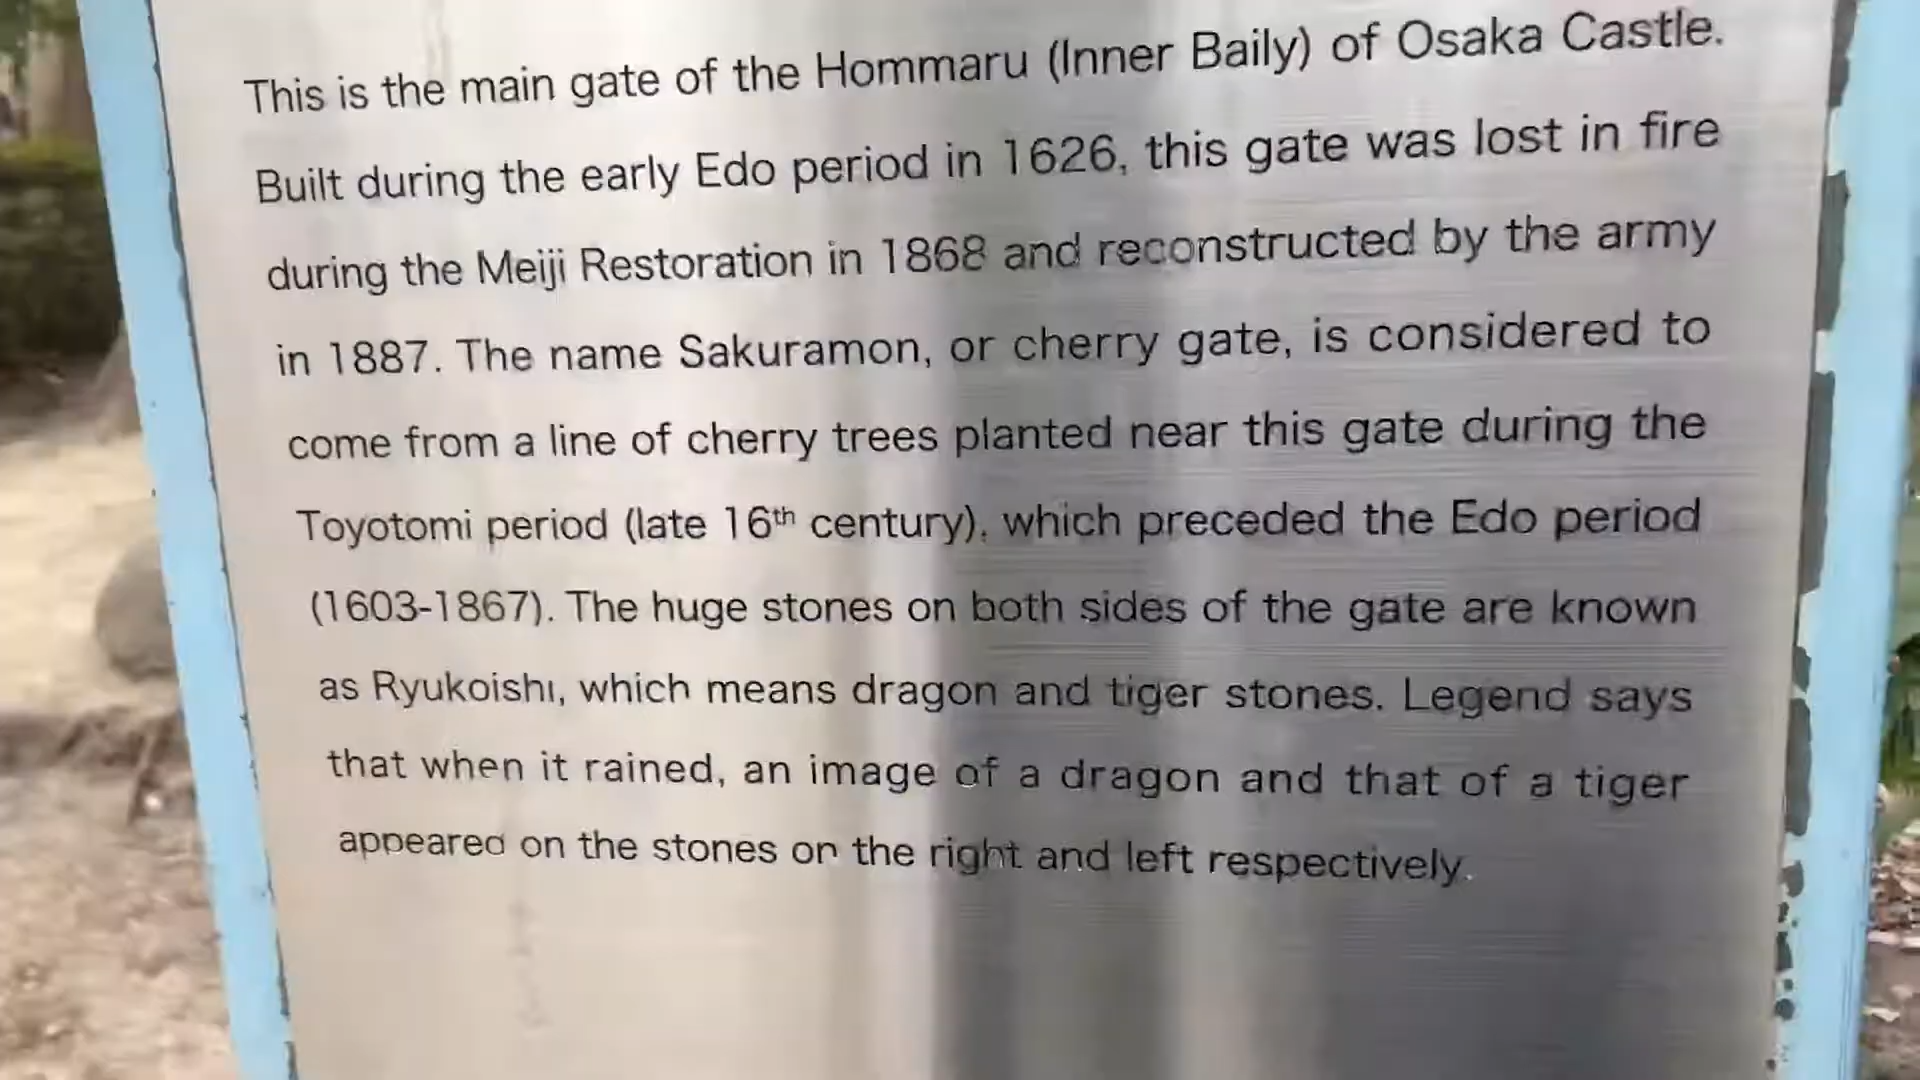 This is the main gate of the Hommaru (Inner Baily) of Osaka Castle.
Built during the early Edo period in 1626, this gate was lost in fire
during the Meiji Restoration in 1868 and reconstructed by the army
in 1887. The name Sakuramon, or cherry gate, is considered to
come from a line of cherry trees planted near this gate during the
Toyotomi period (late 16th century), which preceded the Edo period
(1603-1867). The huge stones on both sides of the gate are known
as Ryukoishi, which means dragon and tiger stones. Legend says
that when it rained, an image of a dragon and that of a tiger
appeared on the stones on the right and left respectively.